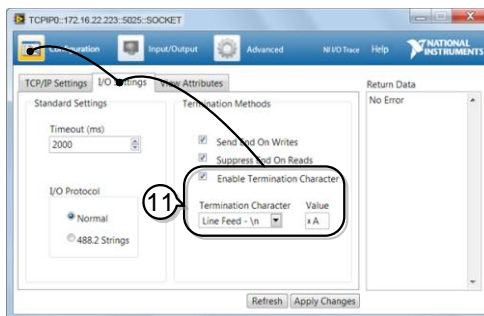 TCPIP0::172.16.22.223::5025::SOCKET
Configuration Input/Output Advanced NI I/O Trace Help NATIONAL INSTRUMENTS
TCP/IP Settings I/O Settings View Attributes
Return Data
Standard Settings
Termination Methods
No Error
Timeout (ms)
2000
Send End On Writes
Suppress End On Reads
Enable Termination Character
I/O Protocol
Normal
488.2 Strings
11
Termination Character Value
Line Feed - \n xA
Refresh Apply Changes